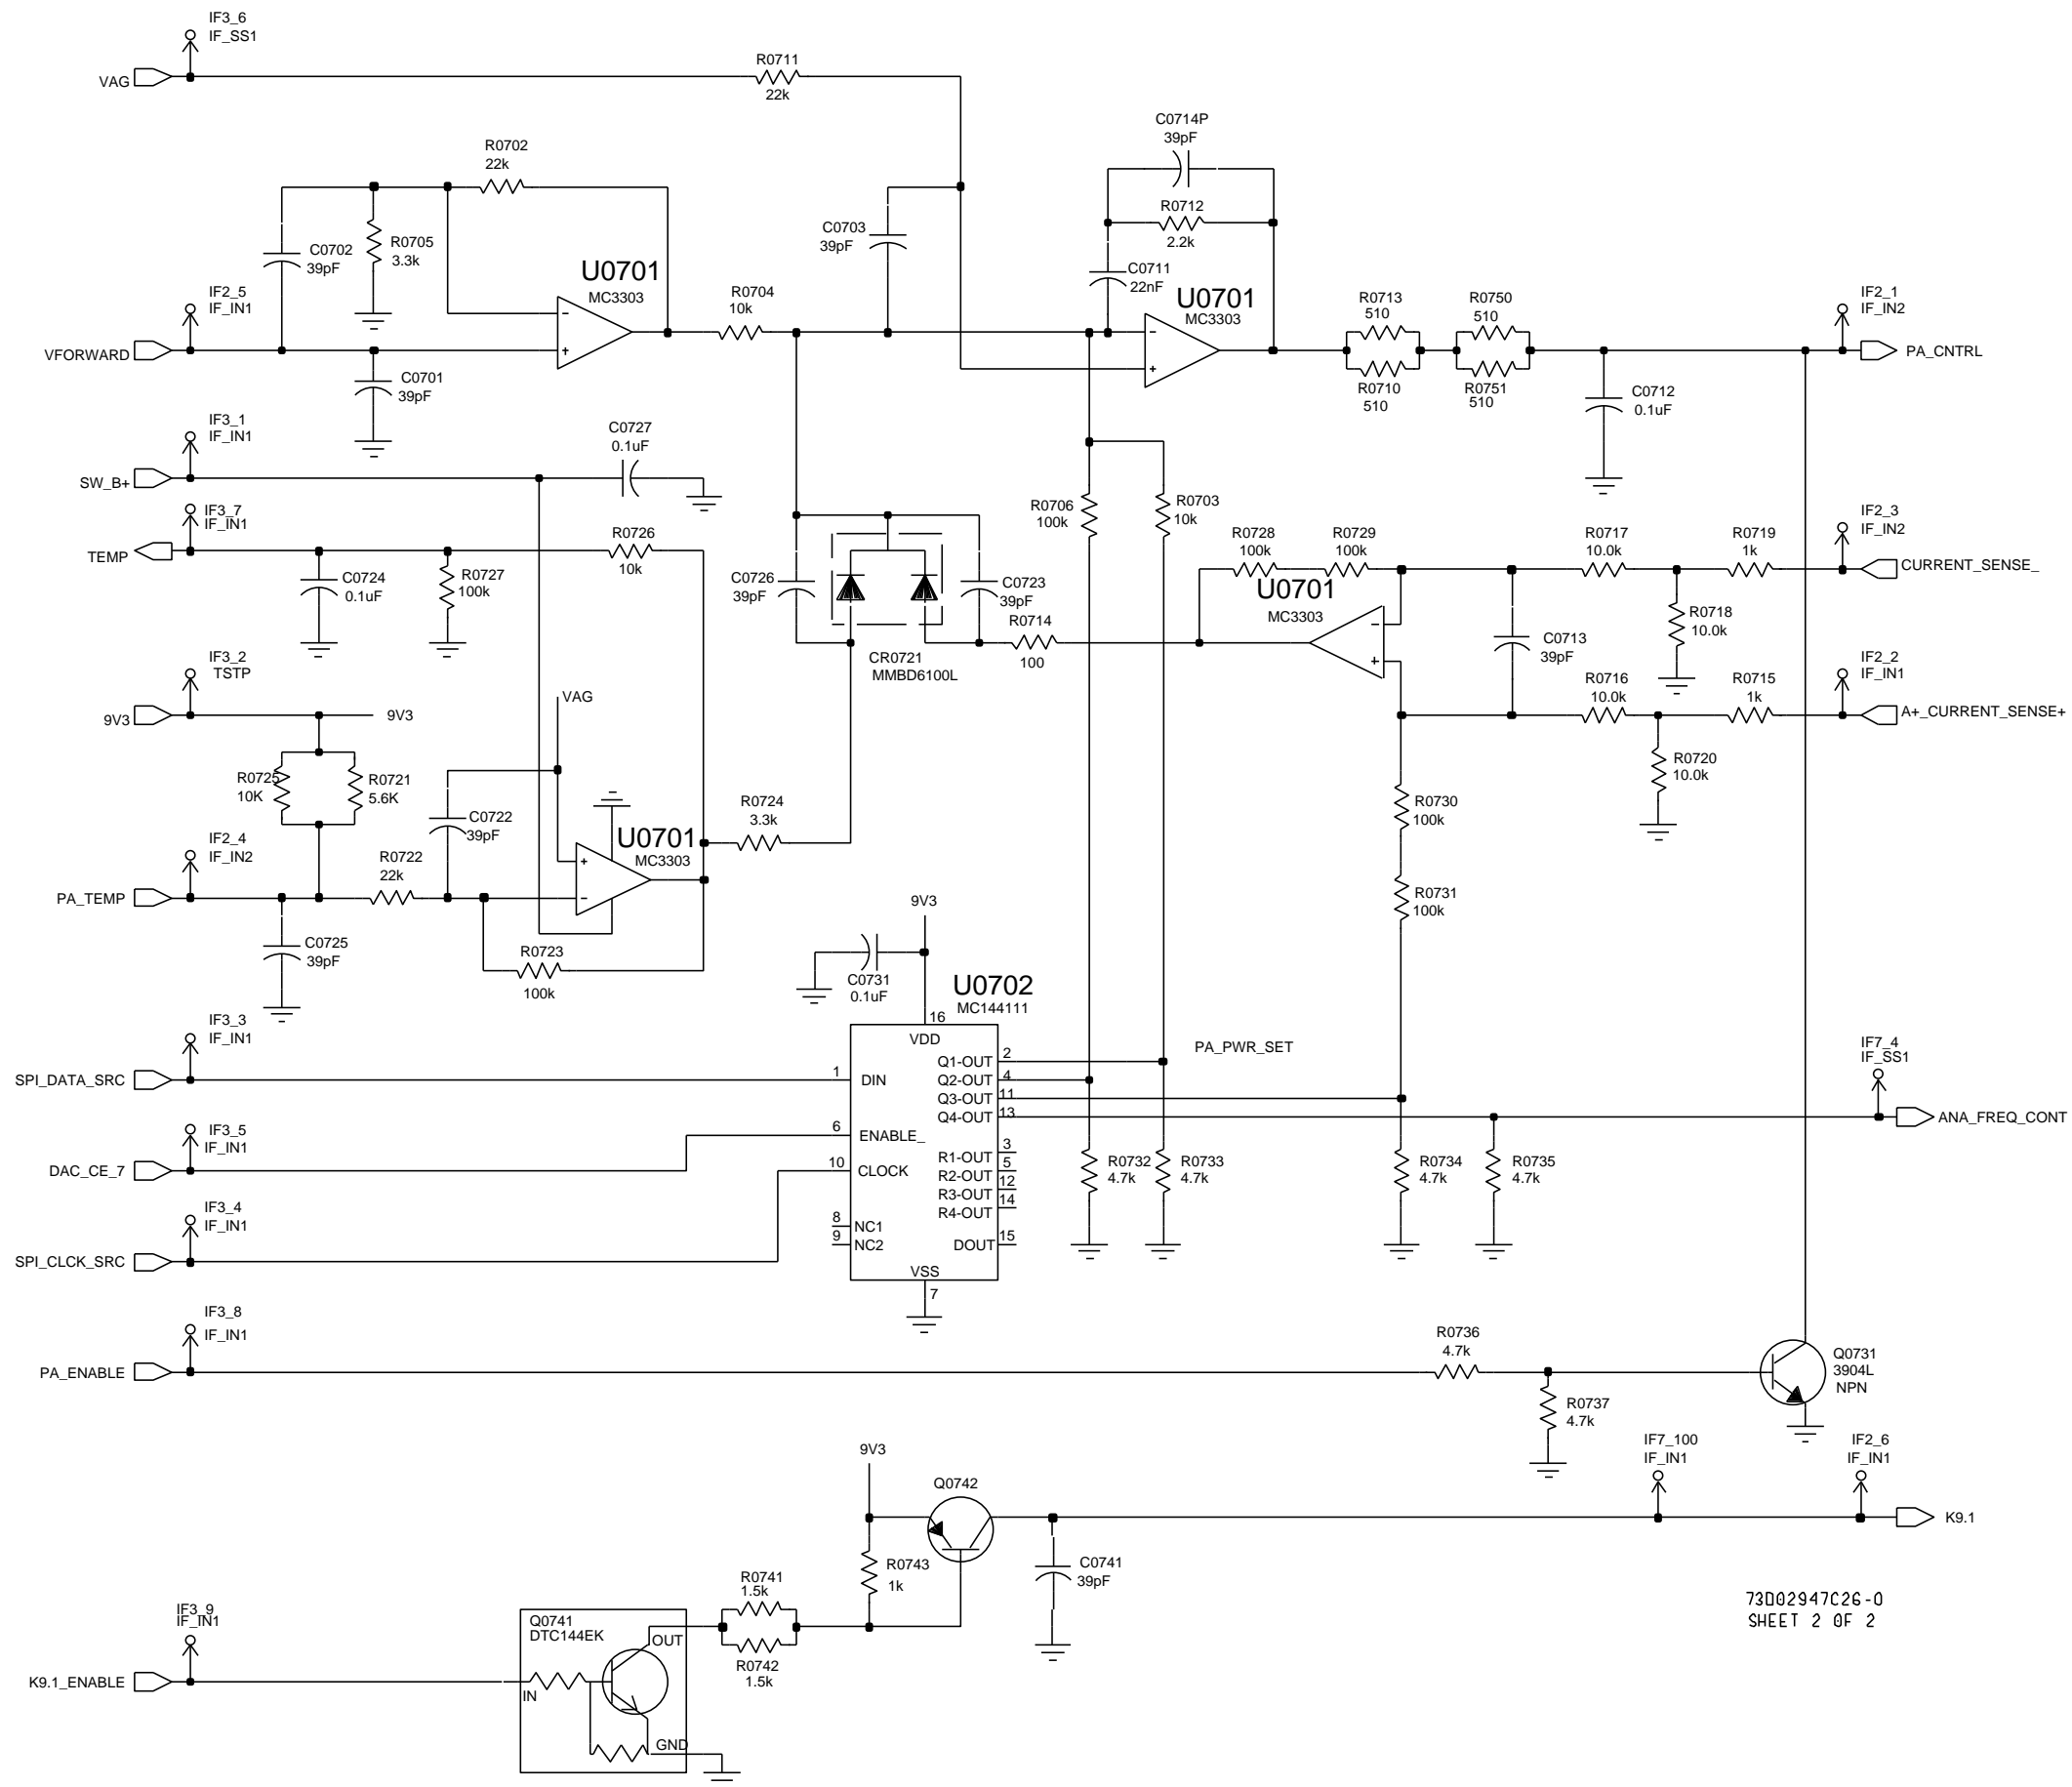 IF3_6
IF_SS1
VAG
R0711
22k
C0714P
39pF
R0702
22k
R0712
2.2k
C0702
39pF
R0705
3.3k
C0703
39pF
C0711
22nF
U0701
MC3303
R0704
10k
U0701
MC3303
IF2_5
IF_IN1
VFORWARD
-
+
-
+
R0713
510
R0750
510
IF2_1
IF_IN2
PA_CNTRL
C0701
39pF
R0710
510
R0751
510
C0712
0.1uF
IF3_1
IF_IN1
SW_B+
C0727
0.1uF
IF3_7
IF_IN1
TEMP
R0726
10k
C0724
0.1uF
R0727
100k
R0706
100k
R0703
10k
R0728
100k
R0729
100k
R0717
10.0k
R0719
1k
IF2_3
IF_IN2
CURRENT_SENSE_
C0726
39pF
C0723
39pF
U0701
MC3303
-
+
R0718
10.0k
R0714
100
C0713
39pF
CR0721
MMBD6100L
IF3_2
TSTP
9V3
9V3
VAG
R0716
10.0k
R0715
1k
IF2_2
IF_IN1
A+_CURRENT_SENSE+
R0720
10.0k
R0725
10K
R0721
5.6K
C0722
39pF
R0724
3.3k
R0730
100k
U0701
MC3303
+
-
IF2_4
IF_IN2
PA_TEMP
R0722
22k
R0731
100k
C0725
39pF
R0723
100k
9V3
C0731
0.1uF
U0702
MC144111
16
VDD
IF3_3
IF_IN1
SPI_DATA_SRC
1
DIN
Q1-OUT
2
Q2-OUT
4
Q3-OUT
11
Q4-OUT
13
PA_PWR_SET
IF7_4
IF_SS1
ANA_FREQ_CONT
IF3_5
IF_IN1
DAC_CE_7
6
ENABLE_
10
CLOCK
R1-OUT
3
R2-OUT
5
R3-OUT
12
R4-OUT
14
R0732
4.7k
R0733
4.7k
R0734
4.7k
R0735
4.7k
IF3_4
IF_IN1
SPI_CLCK_SRC
8
NC1
9
NC2
DOUT
15
VSS
7
IF3_8
IF_IN1
PA_ENABLE
R0736
4.7k
R0737
4.7k
Q0731
3904L
NPN
9V3
Q0742
IF7_100
IF_IN1
IF2_6
IF_IN1
K9.1
R0743
1k
C0741
39pF
R0741
1.5k
R0742
1.5k
IF3_9
IF_IN1
K9.1_ENABLE
Q0741
DTC144EK
OUT
IN
GND
73D02947C26-O
SHEET 2 OF 2